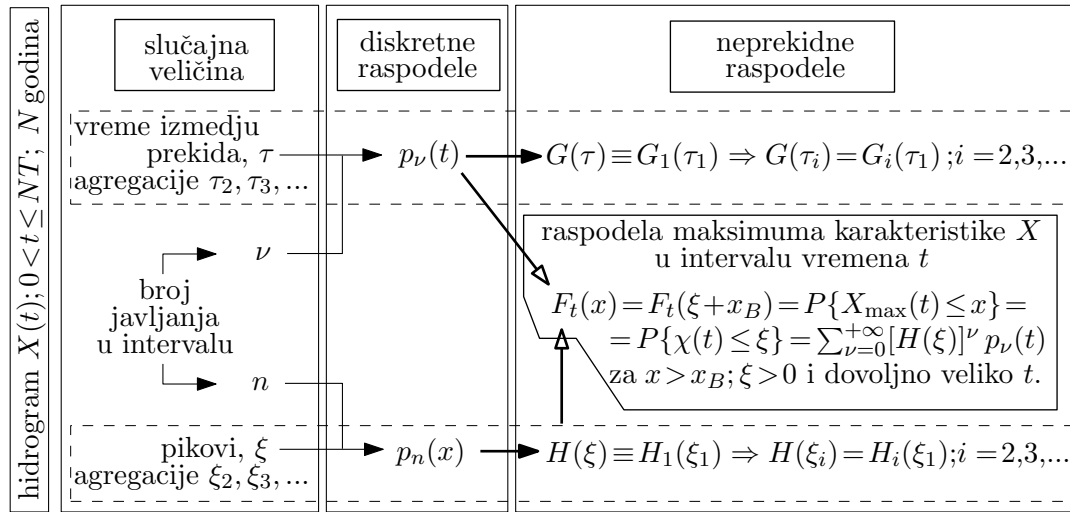 hidrogram X(t); 0 < t ≤ NT; N godina
slučajna
veličina
diskretne
raspodele
neprekidne
raspodele
vreme izmedju
prekida, τ
agregacije τ₂, τ₃, ...
p_ν(t)
G(τ) ≡ G₁(τ₁) ⇒ G(τᵢ) = Gᵢ(τ₁) ; i = 2,3,...
ν
broj
javljanja
u intervalu
n
raspodela maksimuma karakteristike X
u intervalu vremena t
F_t(x) = F_t(ξ+x_B) = P{X_max(t) ≤ x} =
= P{χ(t) ≤ ξ} = ∑_{ν=0}^{+∞} [H(ξ)]^ν p_ν(t)
za x > x_B; ξ > 0 i dovoljno veliko t.
pikovi, ξ
agregacije ξ₂, ξ₃, ...
p_n(x)
H(ξ) ≡ H₁(ξ₁) ⇒ H(ξᵢ) = Hᵢ(ξ₁); i = 2,3,...